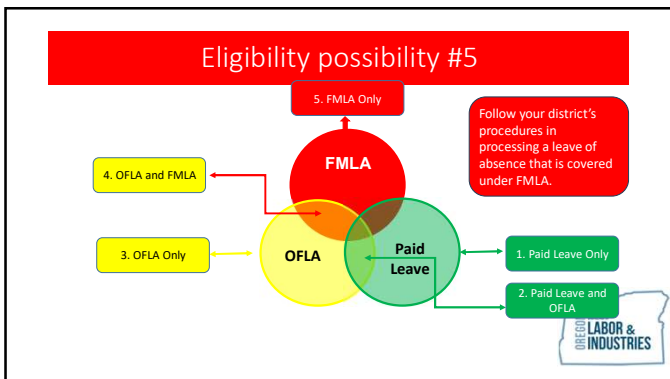 Eligibility possibility #5
5. FMLA Only
Follow your district's
procedures in
processing a leave of
absence that is covered
under FMLA.
FMLA
4. OFLA and FMLA
3. OFLA Only
OFLA
Paid
Leave
1. Paid Leave Only
2. Paid Leave and
OFLA
OREGON
LABOR &
INDUSTRIES